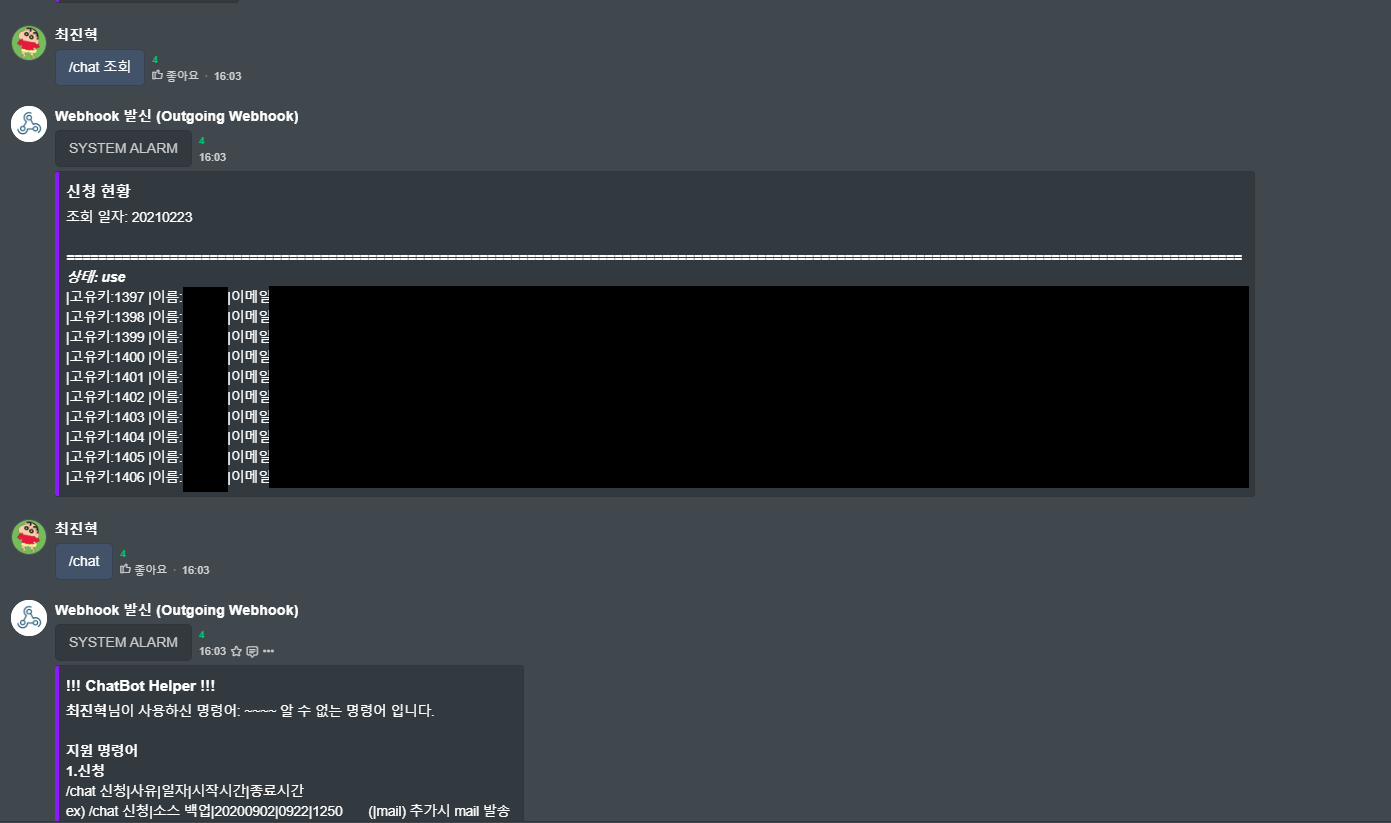 최진혁
/chat 조회
4
좋아요 · 16:03
Webhook 발신 (Outgoing Webhook)
SYSTEM ALARM
4
16:03
신청 현황
조회 일자: 20210223
===================================================================================================================================================
상태: use
|고유키:1397 |이름: |이메일
|고유키:1398 |이름: |이메일
|고유키:1399 |이름: |이메일
|고유키:1400 |이름: |이메일
|고유키:1401 |이름: |이메일
|고유키:1402 |이름: |이메일
|고유키:1403 |이름: |이메일
|고유키:1404 |이름: |이메일
|고유키:1405 |이름: |이메일
|고유키:1406 |이름: |이메일
최진혁
/chat
4
좋아요 · 16:03
Webhook 발신 (Outgoing Webhook)
SYSTEM ALARM
4
16:03
!!! ChatBot Helper !!!
최진혁님이 사용하신 명령어: ~~~~ 알 수 없는 명령어 입니다.
지원 명령어
1.신청
/chat 신청|사유|일자|시작시간|종료시간
ex) /chat 신청|소스 백업|20200902|0922|1250 (|mail) 추가시 mail 발송